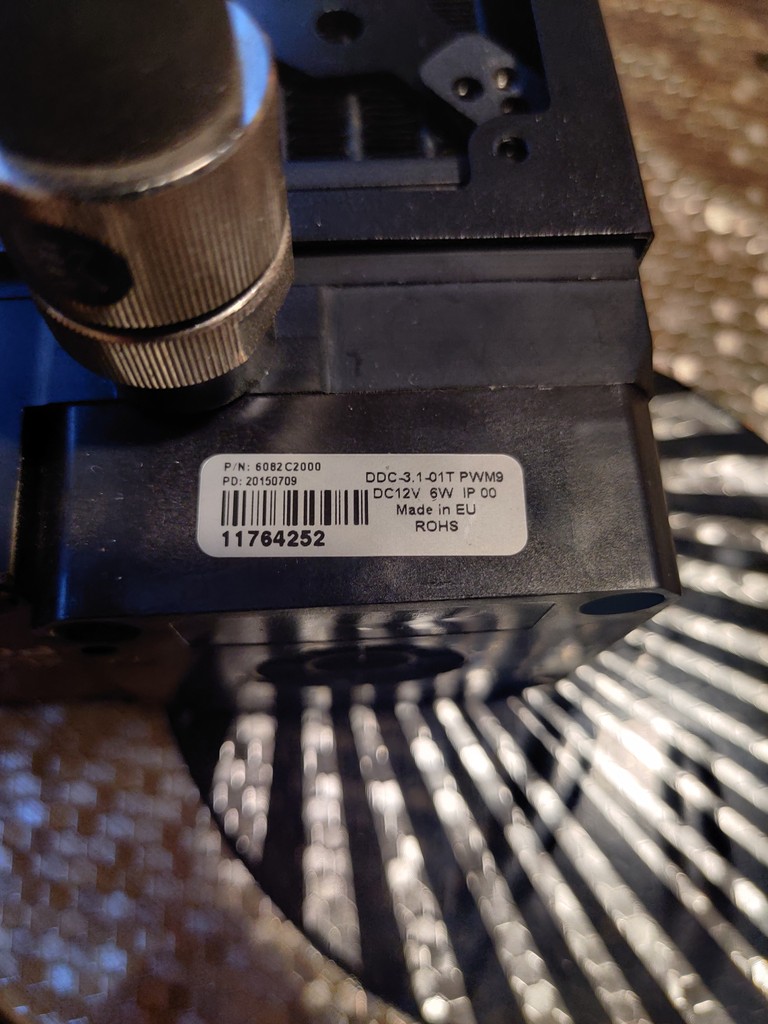 P/N: 6082C2000
PD: 20150709
11764252
DDC-3.1-01T PWM9
DC12V 6W IP 00
Made in EU
ROHS